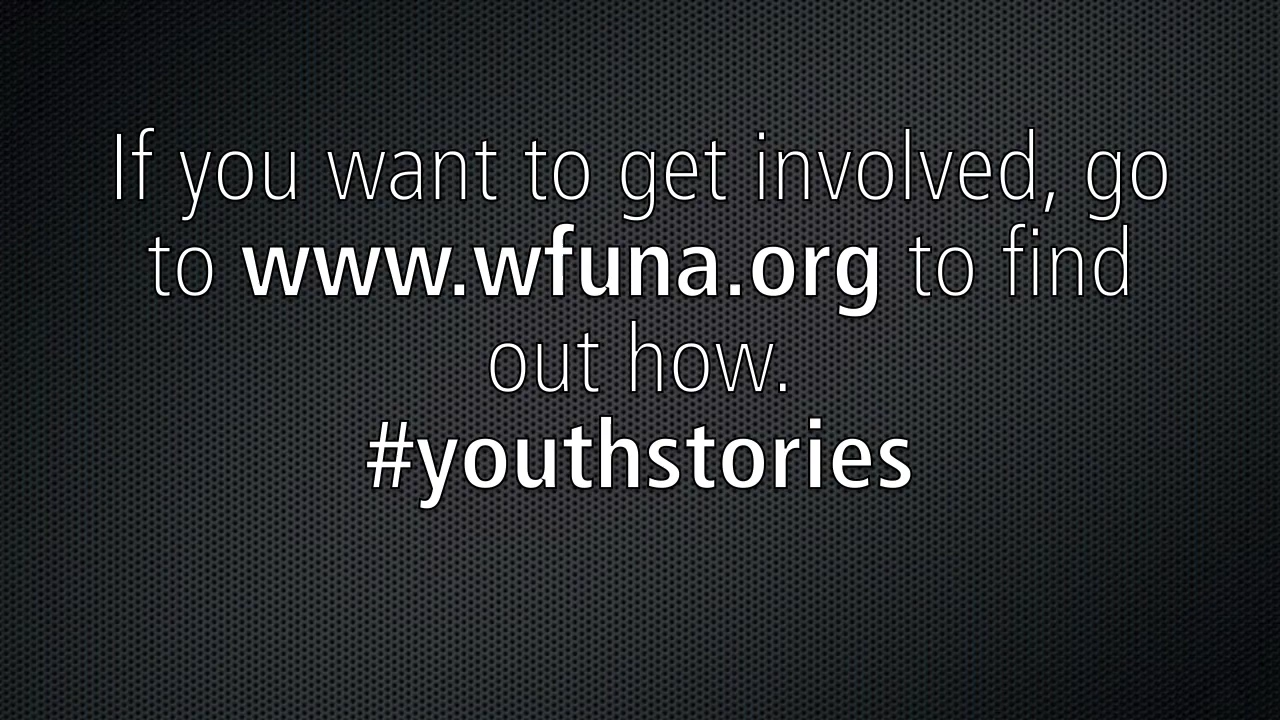 If you want to get involved, go
to www.wfuna.org to find
out how.
#youthstories